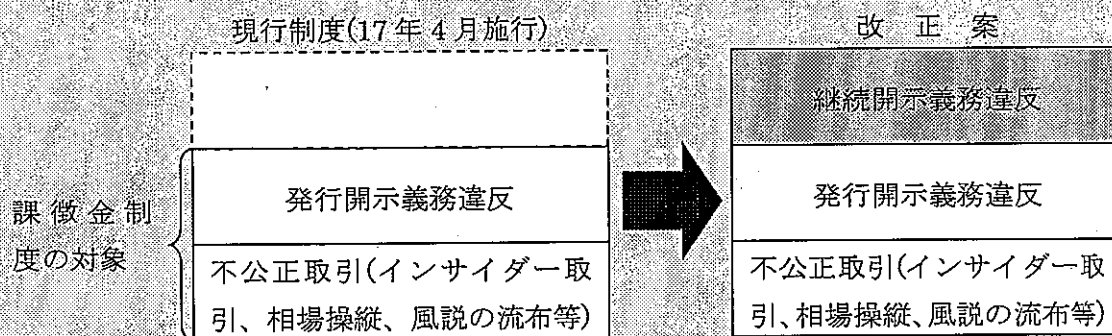 現行制度(17年4月施行)
改正案
継続開示義務違反
課徴金制
度の対象
発行開示義務違反
発行開示義務違反
不公正取引(インサイダー取
引、相場操縦、風説の流布等)
不公正取引(インサイダー取
引、相場操縦、風説の流布等)